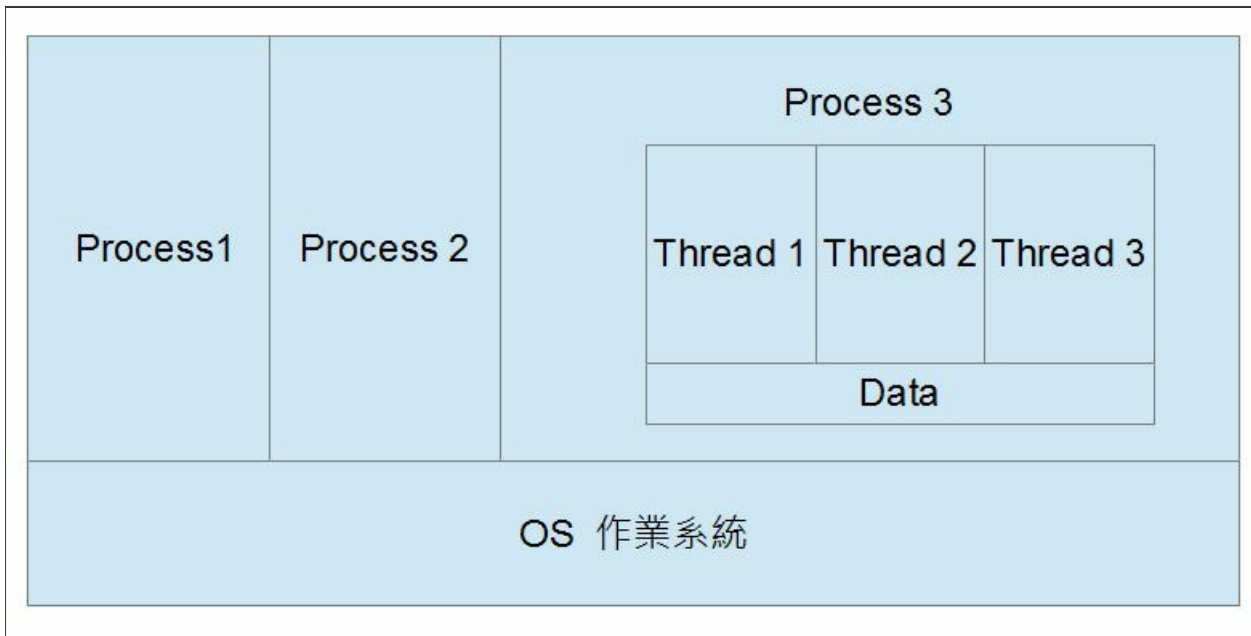 Process 3
Process1
Process 2
Thread 1
Thread 2
Thread 3
Data
OS 作業系統